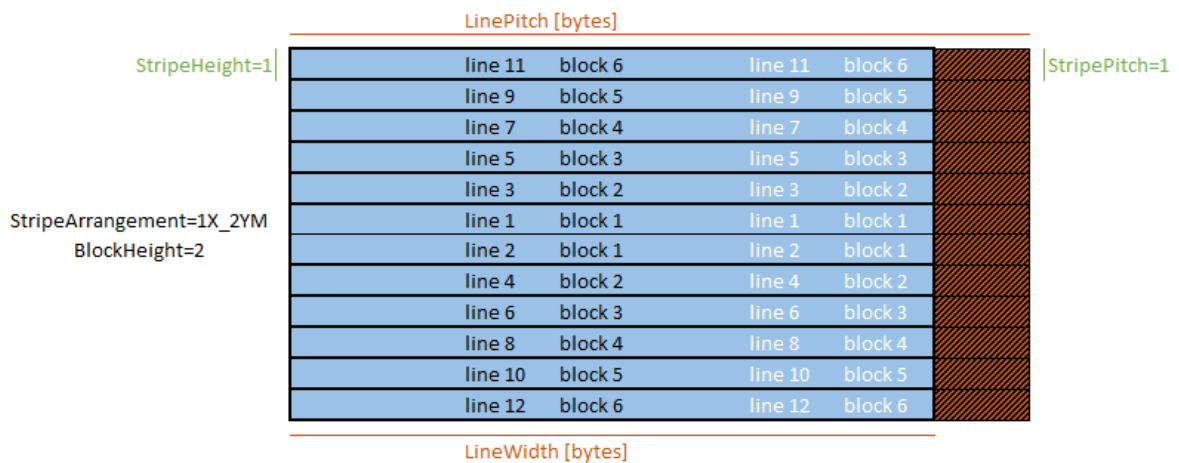 LinePitch [bytes]
StripeHeight=1 line 11 block 6 line 11 block 6 StripePitch=1
line 9 block 5 line 9 block 5
line 7 block 4 line 7 block 4
line 5 block 3 line 5 block 3
line 3 block 2 line 3 block 2
StripeArrangement=1X_2YM line 1 block 1 line 1 block 1
BlockHeight=2 line 2 block 1 line 2 block 1
line 4 block 2 line 4 block 2
line 6 block 3 line 6 block 3
line 8 block 4 line 8 block 4
line 10 block 5 line 10 block 5
line 12 block 6 line 12 block 6
LineWidth [bytes]